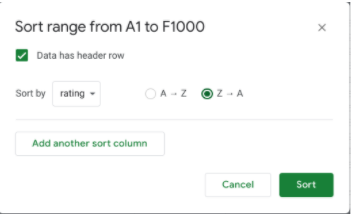 Sort range from A1 to F1000
Data has header row
Sort by rating A → Z Z → A
Add another sort column
Cancel Sort